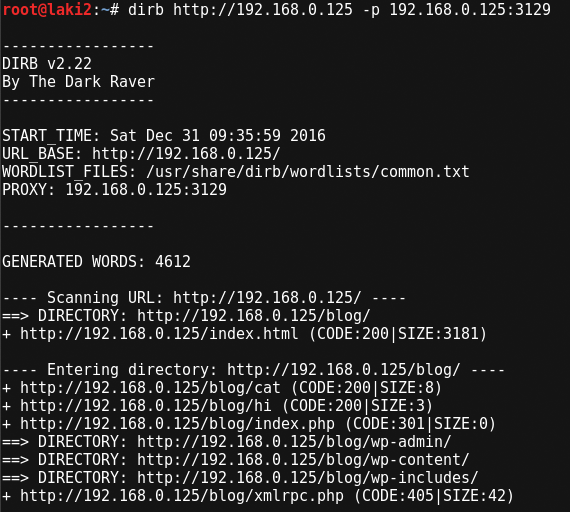 root@laki2:~# dirb http://192.168.0.125 -p 192.168.0.125:3129
-----------------
DIRB v2.22
By The Dark Raver
-----------------
START_TIME: Sat Dec 31 09:35:59 2016
URL_BASE: http://192.168.0.125/
WORDLIST_FILES: /usr/share/dirb/wordlists/common.txt
PROXY: 192.168.0.125:3129
-----------------
GENERATED WORDS: 4612
---- Scanning URL: http://192.168.0.125/ ----
==> DIRECTORY: http://192.168.0.125/blog/
+ http://192.168.0.125/index.html (CODE:200|SIZE:3181)
---- Entering directory: http://192.168.0.125/blog/ ----
+ http://192.168.0.125/blog/cat (CODE:200|SIZE:8)
+ http://192.168.0.125/blog/hi (CODE:200|SIZE:3)
+ http://192.168.0.125/blog/index.php (CODE:301|SIZE:0)
==> DIRECTORY: http://192.168.0.125/blog/wp-admin/
==> DIRECTORY: http://192.168.0.125/blog/wp-content/
==> DIRECTORY: http://192.168.0.125/blog/wp-includes/
+ http://192.168.0.125/blog/xmlrpc.php (CODE:405|SIZE:42)